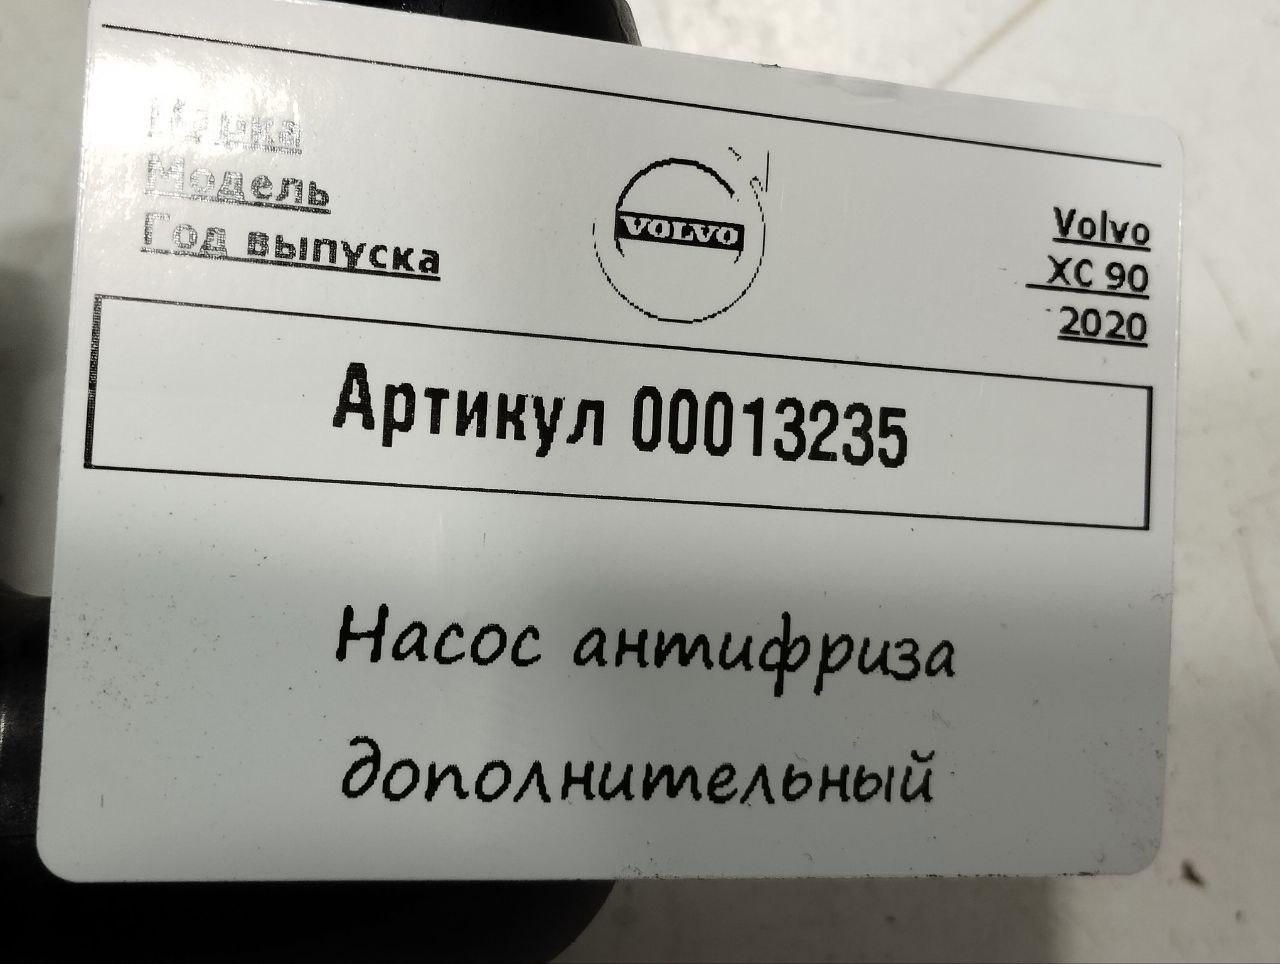 Марка
Volvo
Модель
XC 90
Год выпуска
2020
VOLVO
Артикул 00013235
Насос антифриза
дополнительный